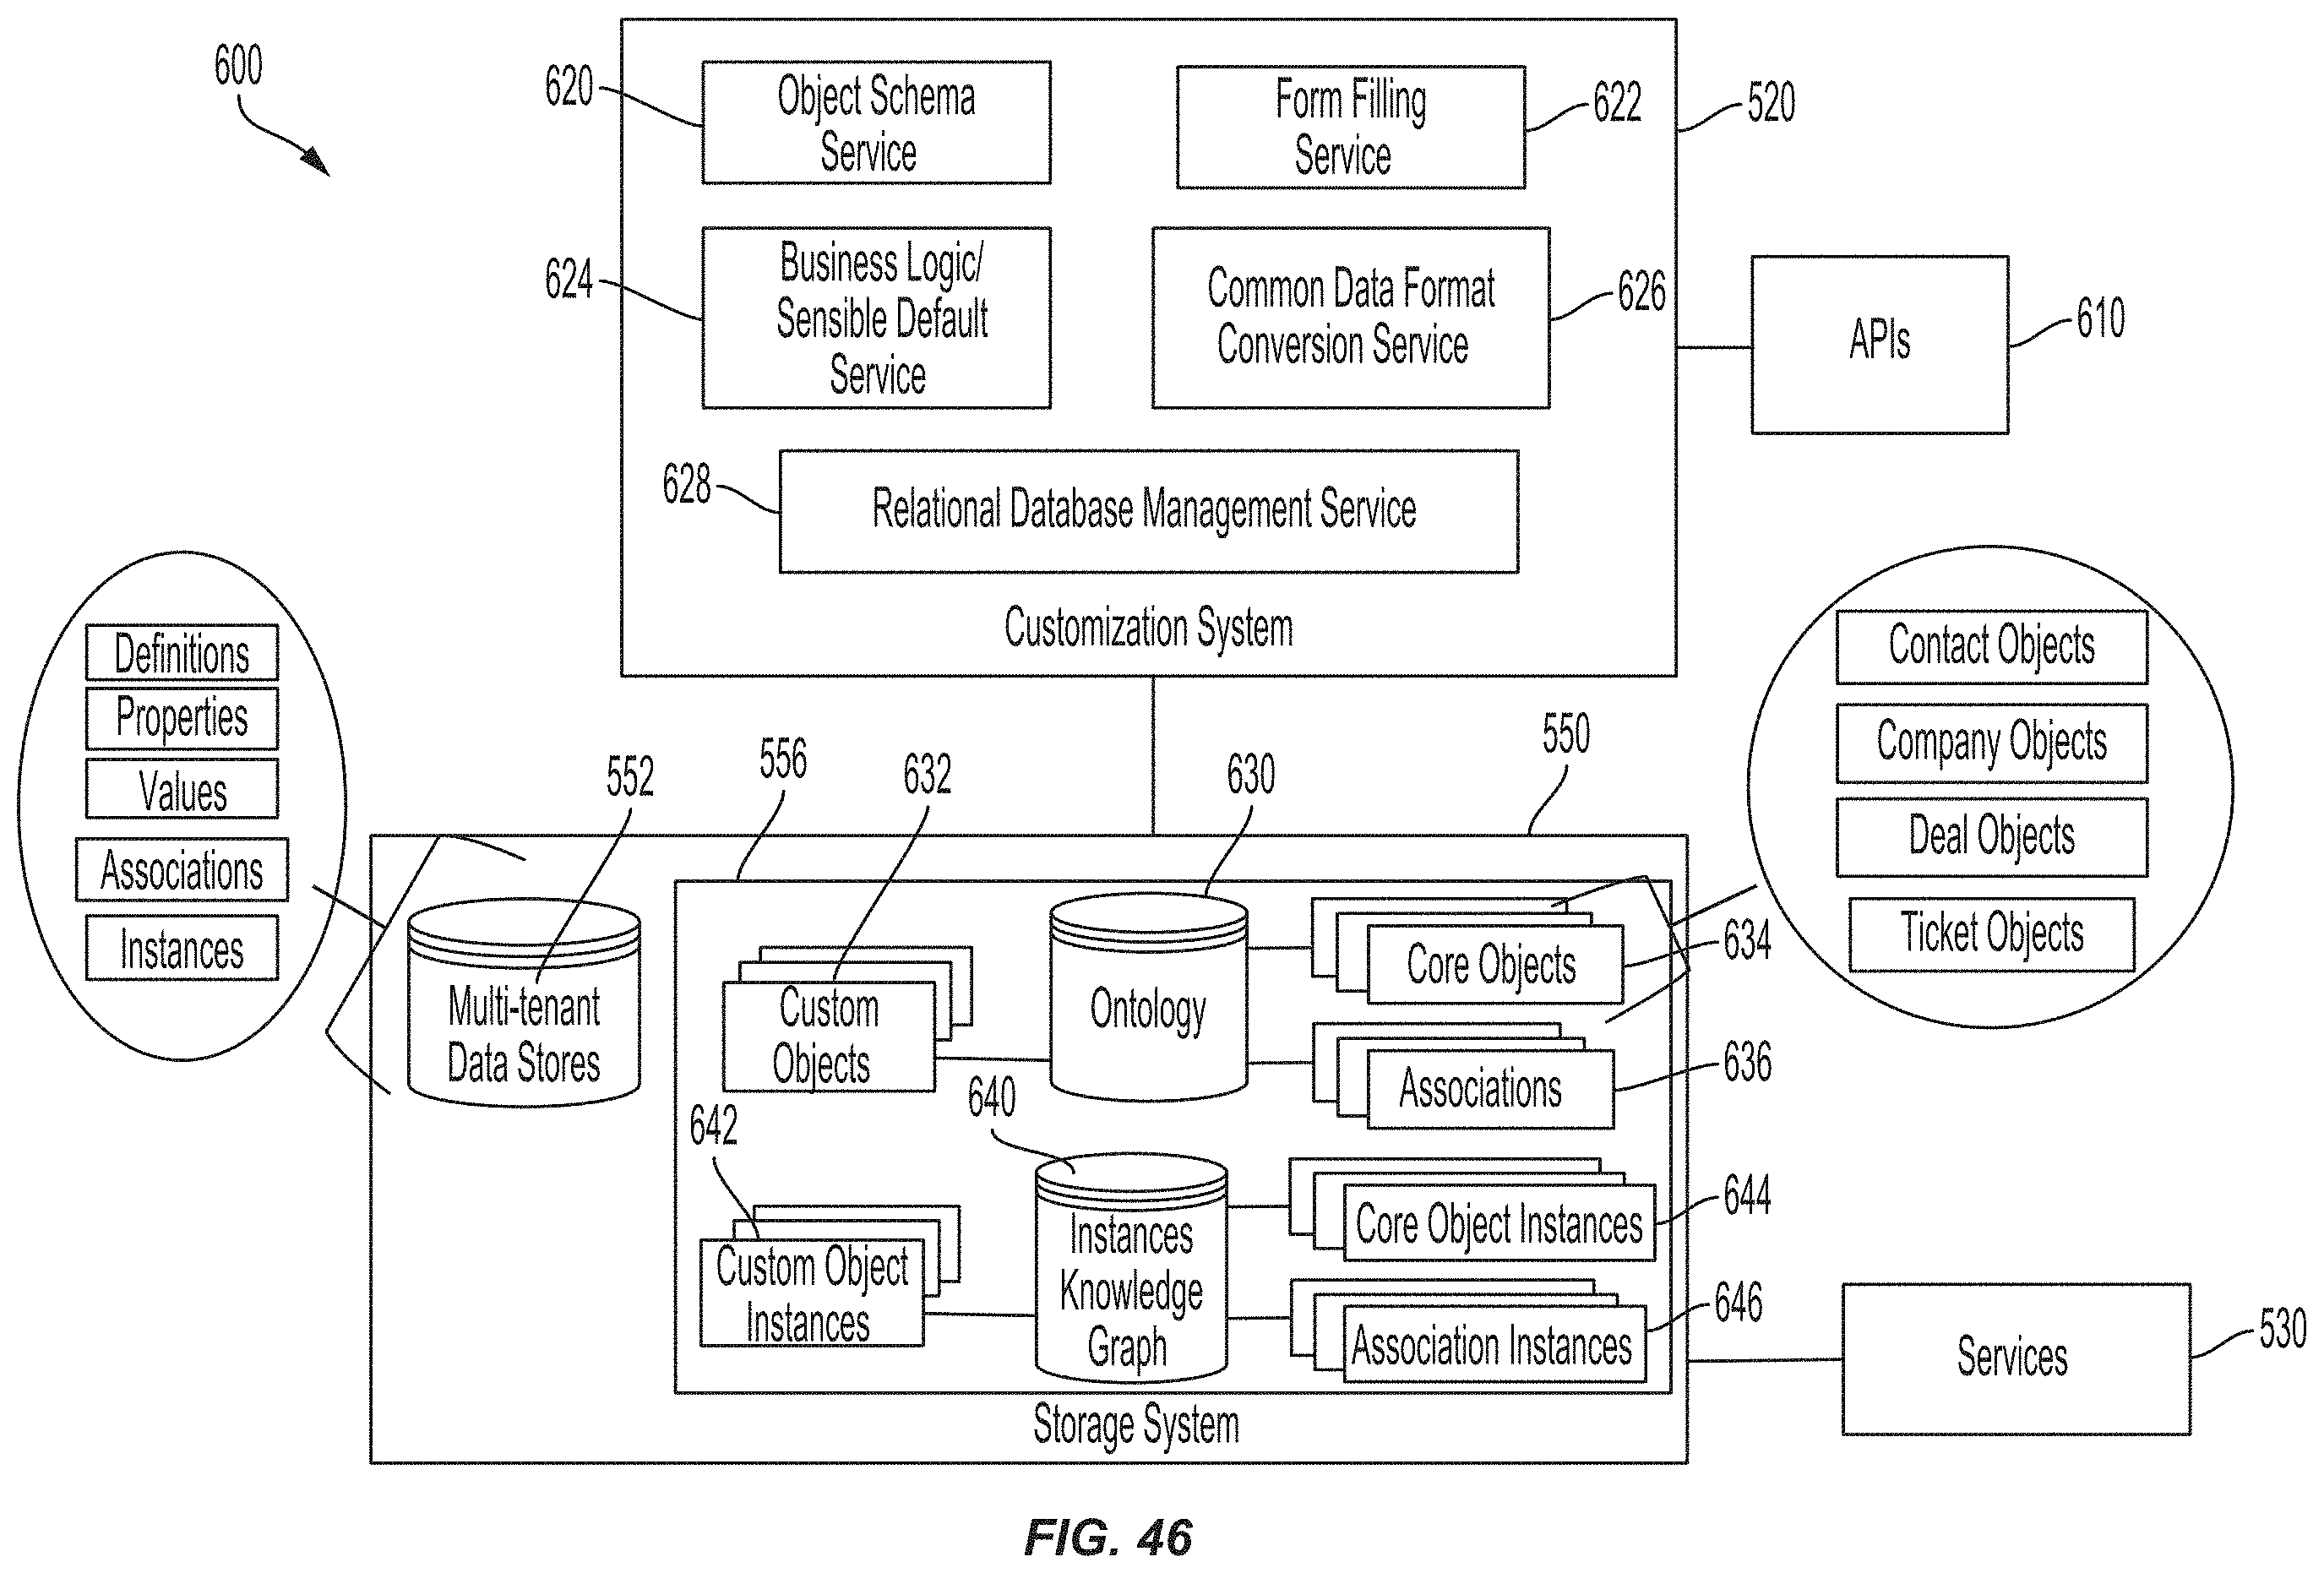 600
620
Object Schema
Service
Form Filling
Service
622
520
624
Business Logic/
Sensible Default
Service
Common Data Format
Conversion Service
626
APIs
610
628
Relational Database Management Service
Customization System
Definitions
Properties
Values
Associations
Instances
Contact Objects
Company Objects
Deal Objects
Ticket Objects
552
556
632
630
550
Multi-tenant
Data Stores
Custom
Objects
Ontology
Core Objects
634
Associations
636
642
640
Custom Object
Instances
Instances
Knowledge
Graph
Core Object Instances
644
Association Instances
646
Storage System
Services
530
FIG. 46